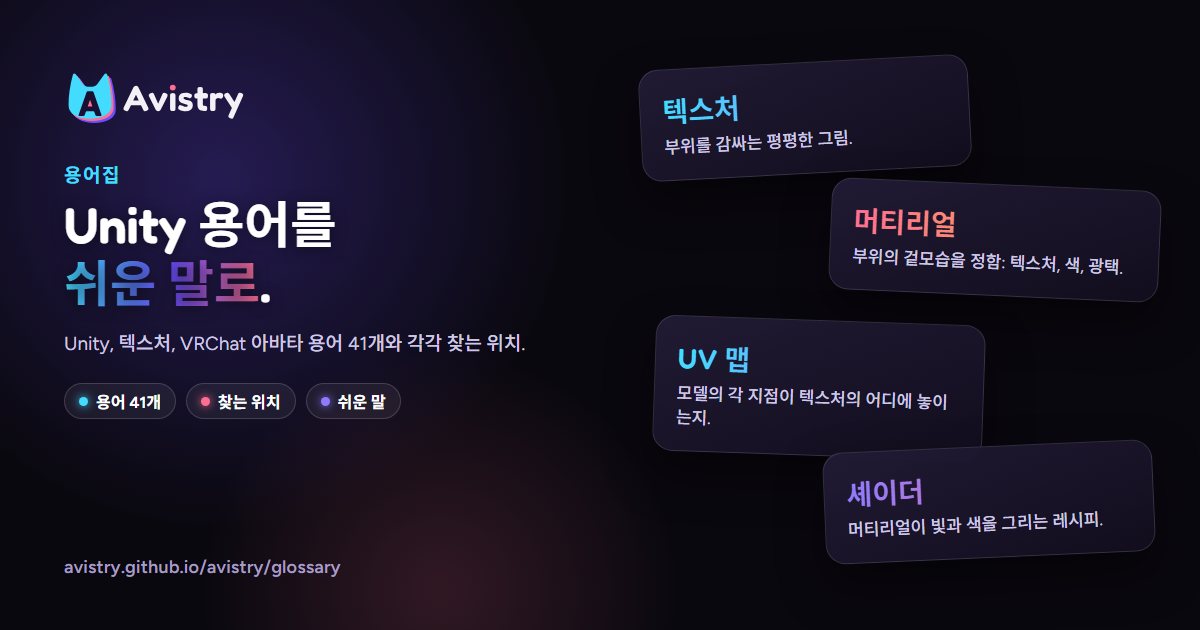 Avistry
용어집
Unity 용어를
쉬운 말로.
Unity, 텍스처, VRChat 아바타 용어 41개와 각각 찾는 위치.
용어 41개
찾는 위치
쉬운 말
avistry.github.io/avistry/glossary
텍스처
부위를 감싸는 평평한 그림.
머티리얼
부위의 겉모습을 정함: 텍스처, 색, 광택.
UV 맵
모델의 각 지점이 텍스처의 어디에 놓이
는지.
셰이더
머티리얼이 빛과 색을 그리는 레시피.